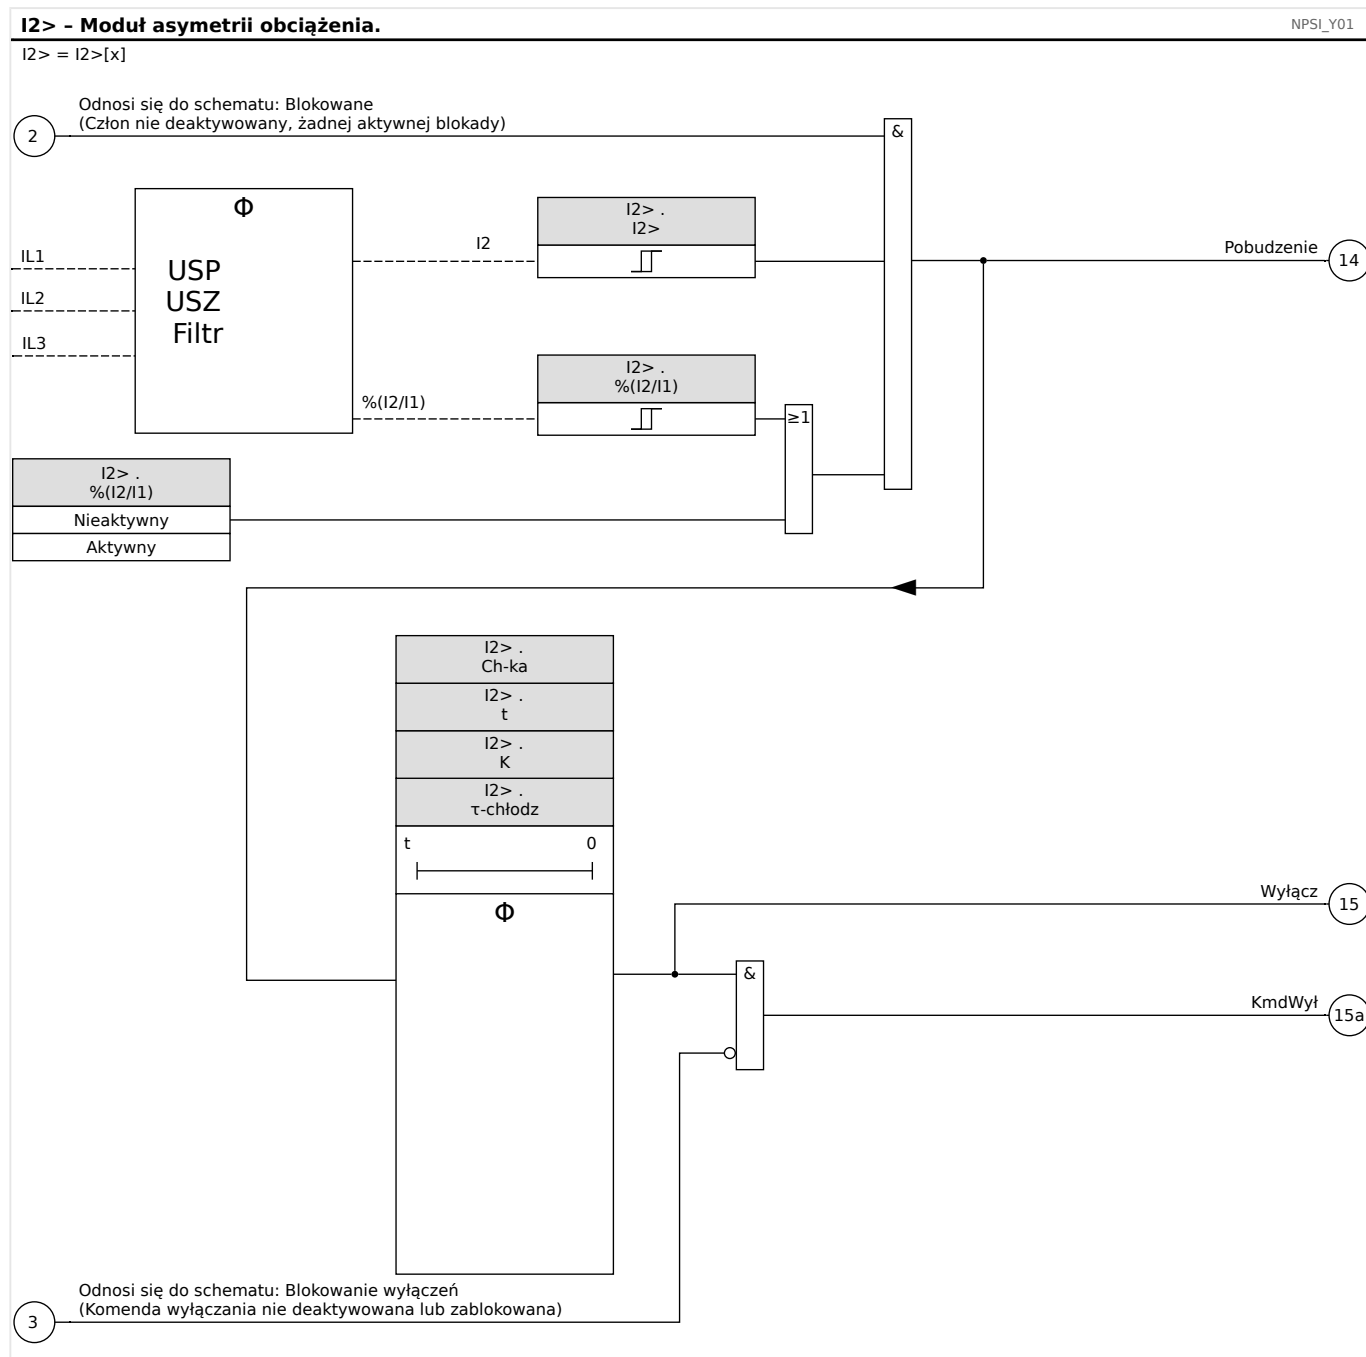 I2> – Moduł asymetrii obciążenia.
NPSI_Y01
I2> = I2>[x]
Odnosi się do schematu: Blokowane
(Człon nie deaktywowany, żadnej aktywnej blokady)
2
&
Φ
USP
USZ
Filtr
IL1
IL2
IL3
I2
I2> .
I2>
Pobudzenie
14
%(I2/I1)
I2> .
%(I2/I1)
≥1
I2> .
%(I2/I1)
Nieaktywny
Aktywny
I2> .
Ch-ka
I2> .
t
I2> .
K
I2> .
τ-chłodz
t 0
Φ
Wyłącz
15
&
KmdWył
15a
Odnosi się do schematu: Blokowanie wyłączeń
(Komenda wyłączania nie deaktywowana lub zablokowana)
3